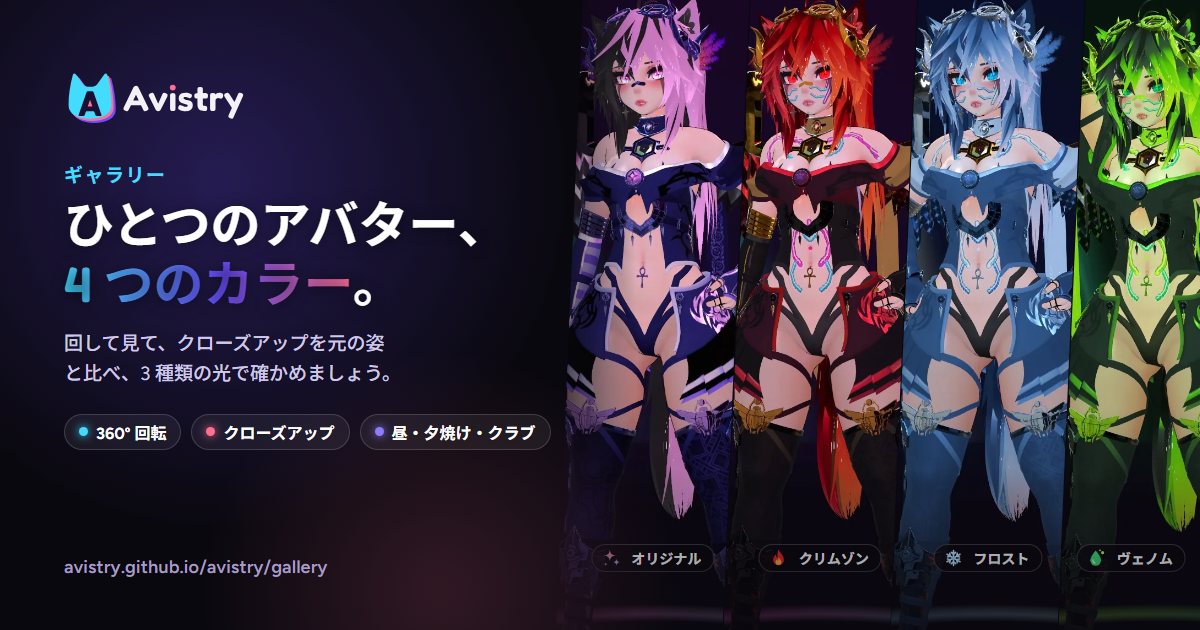 Avistry
ギャラリー
ひとつのアバター、
4 つのカラー。
回して見て、クローズアップを元の姿
と比べ、3 種類の光で確かめましょう。
360° 回転
クローズアップ
昼・夕焼け・クラブ
avistry.github.io/avistry/gallery
オリジナル
クリムゾン
フロスト
ヴェノム